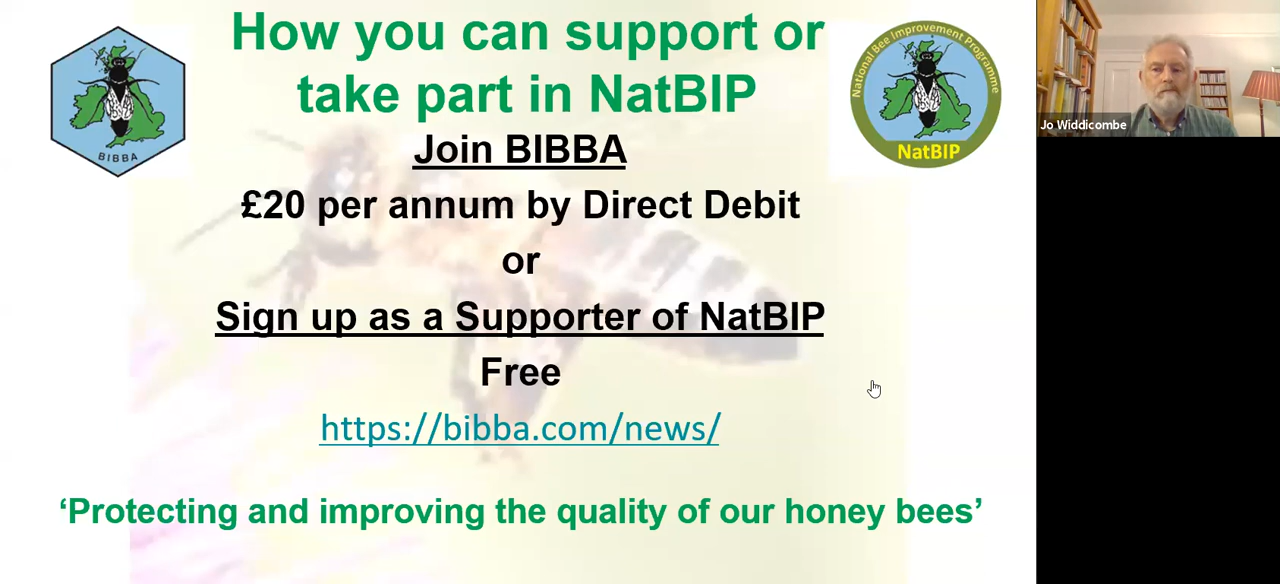 How you can support or
take part in NatBIP
BIBBA
National Bee Improvement Programme
NatBIP
Jo Widdicombe
Join BIBBA
£20 per annum by Direct Debit
or
Sign up as a Supporter of NatBIP
Free
https://bibba.com/news/
‘Protecting and improving the quality of our honey bees’